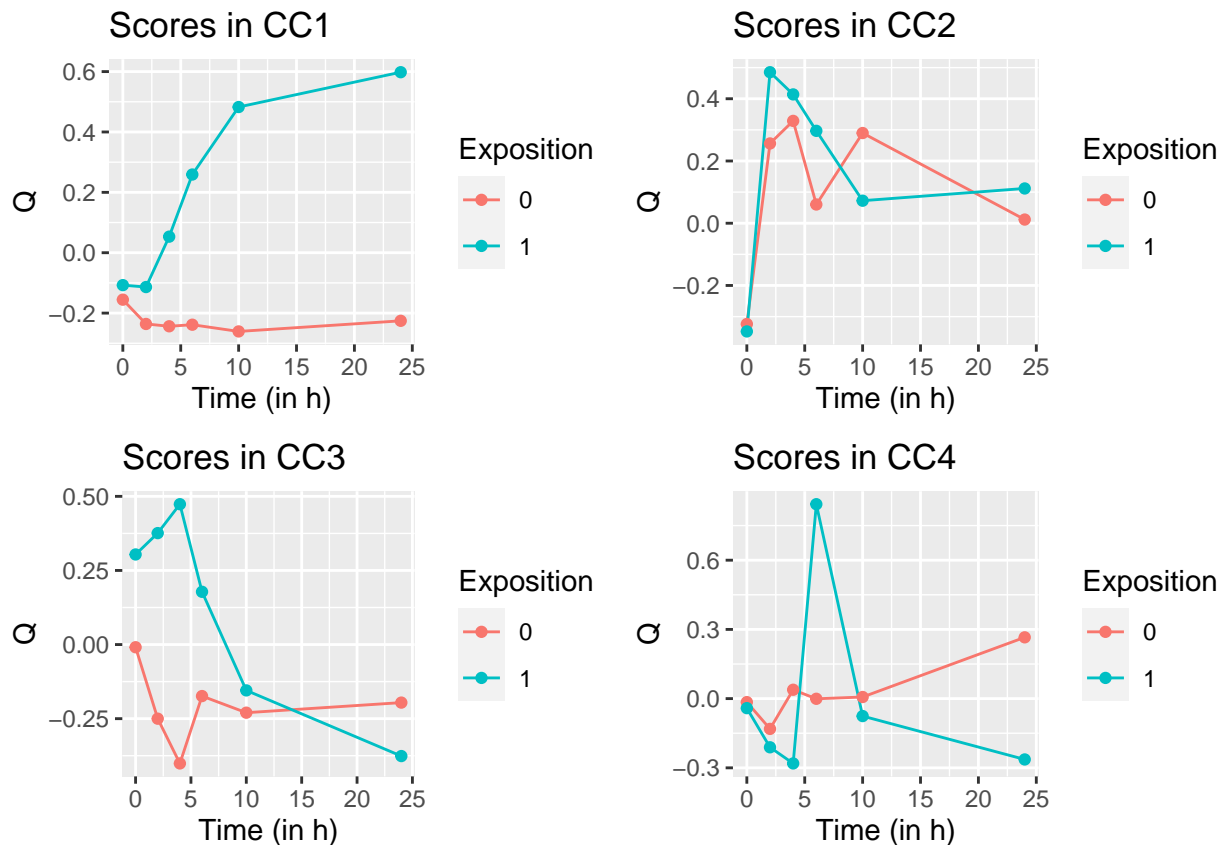 Scores in CC1
0.6
0.4
0.2
0.0
−0.2
Q
0 5 10 15 20 25
Time (in h)
Exposition
0
1
Scores in CC2
0.4
0.2
0.0
−0.2
Q
0 5 10 15 20 25
Time (in h)
Exposition
0
1
Scores in CC3
0.50
0.25
0.00
−0.25
Q
0 5 10 15 20 25
Time (in h)
Exposition
0
1
Scores in CC4
0.6
0.3
0.0
−0.3
Q
0 5 10 15 20 25
Time (in h)
Exposition
0
1